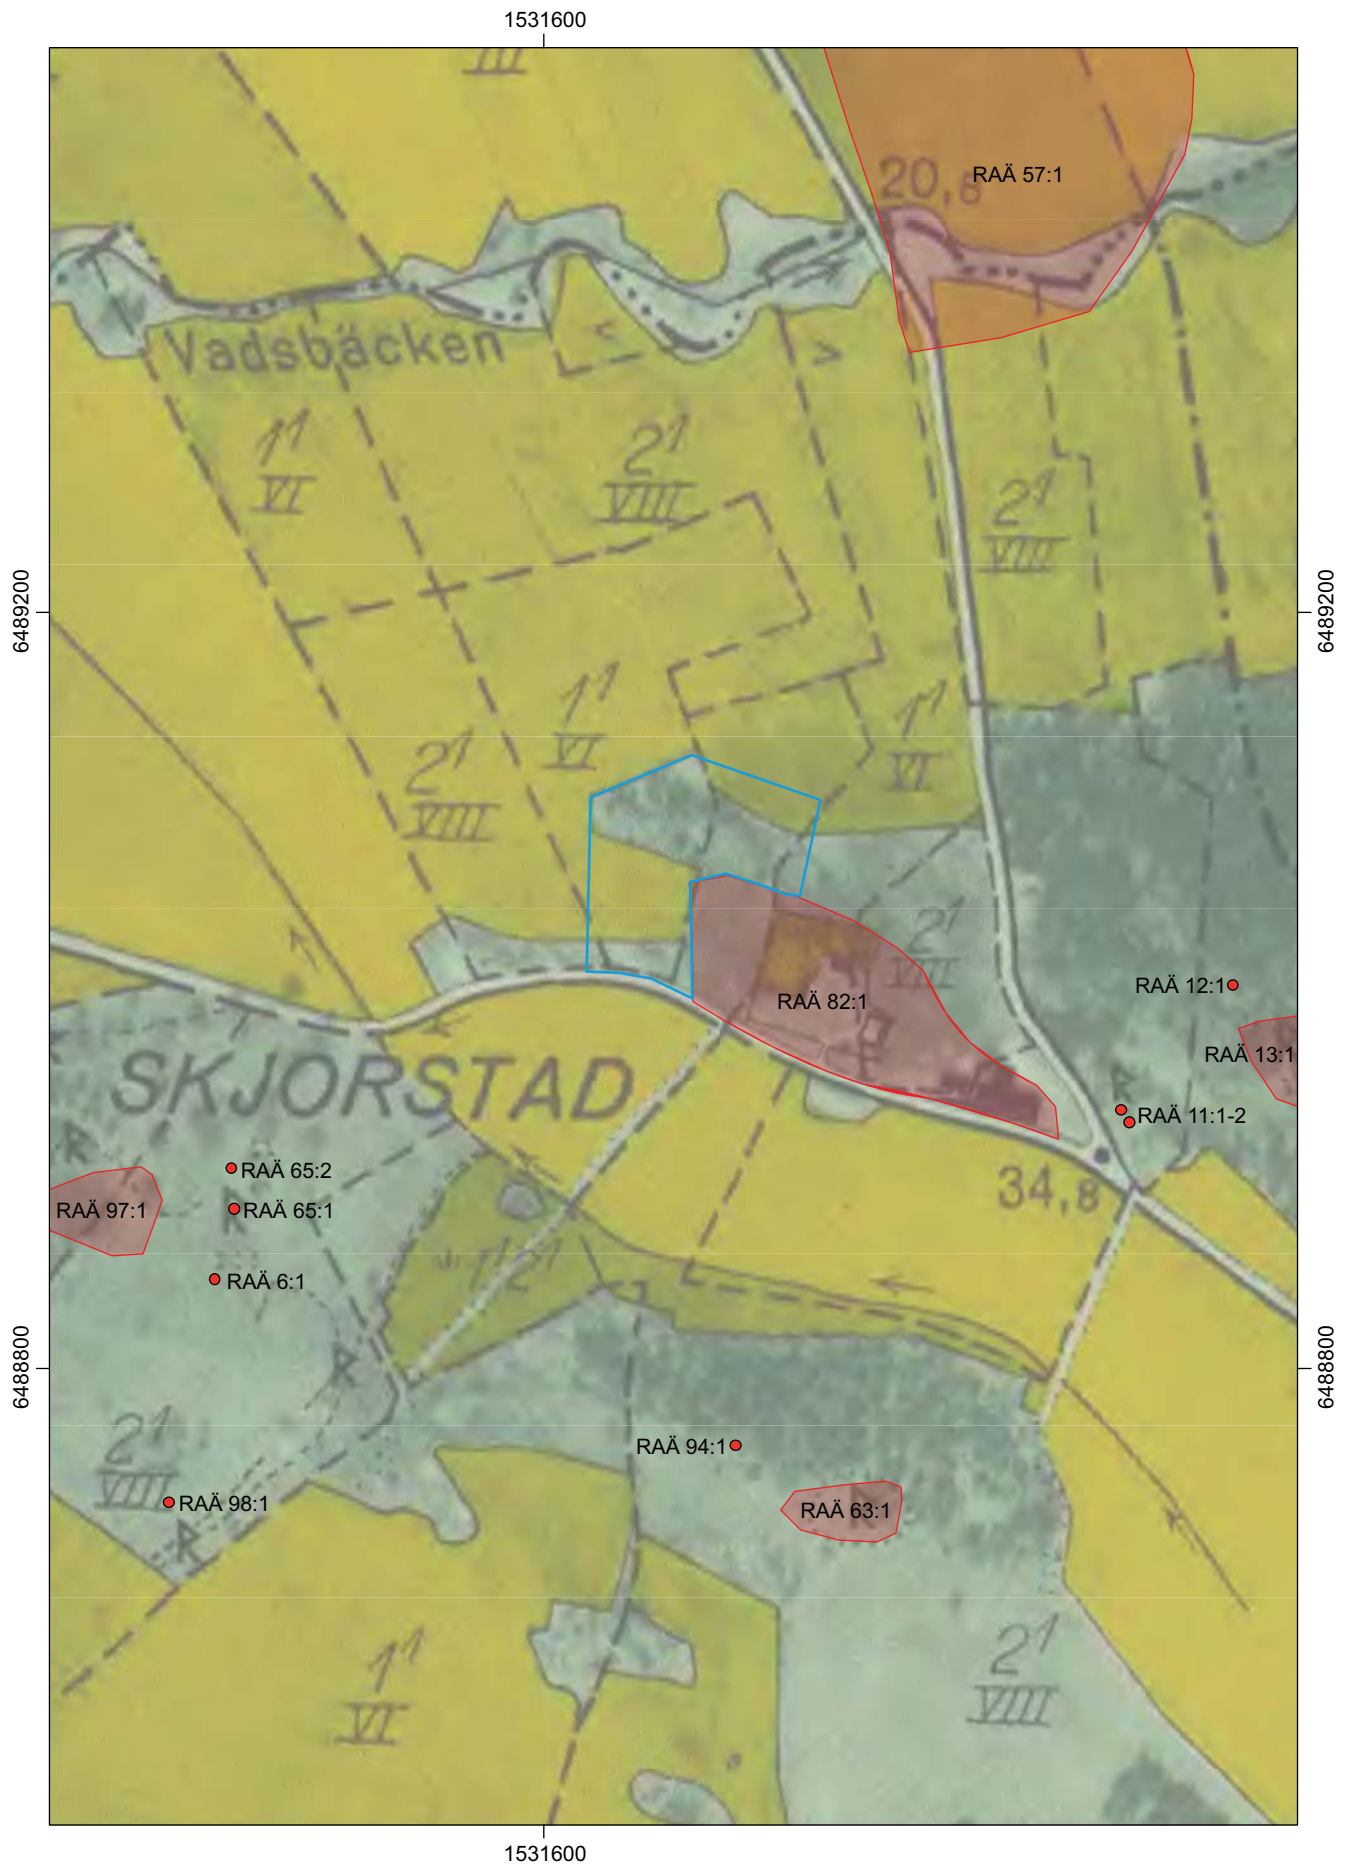 1531600
III
20,6
RAÄ 57:1
Vadsbäcken
1¹
VI
2¹
VIII
2¹
VIII
6489200
6489200
1¹
VI
1¹
VI
2¹
VIII
2¹
VIII
RAÄ 12:1
RAÄ 82:1
RAÄ 13:1
SKJORSTAD
R
RAÄ 11:1-2
R
RAÄ 65:2
34,8
RAÄ 97:1
R
RAÄ 65:1
RAÄ 6:1
R
6488800
6488800
2¹
VIII
RAÄ 94:1
RAÄ 98:1
RAÄ 63:1
R
R
1¹
VI
2¹
VIII
1531600